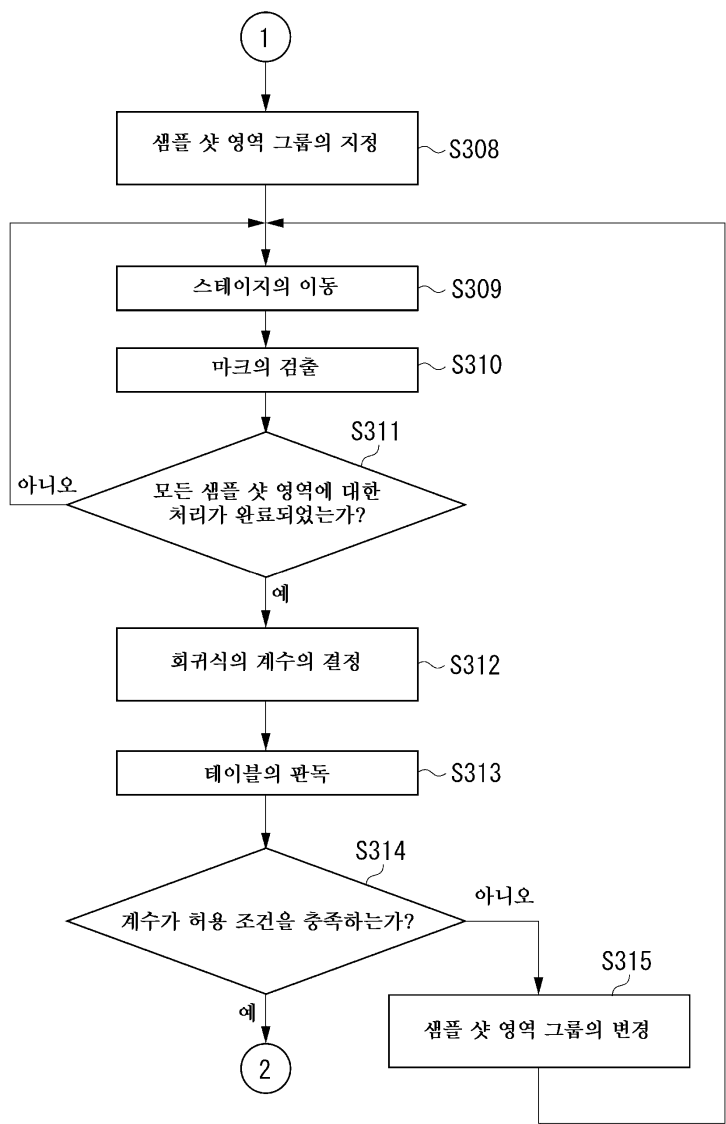 1
샘플 샷 영역 그룹의 지정
S308
스테이지의 이동
S309
마크의 검출
S310
S311
아니오
모든 샘플 샷 영역에 대한
처리가 완료되었는가?
예
회귀식의 계수의 결정
S312
테이블의 판독
S313
S314
계수가 허용 조건을 충족하는가?
아니오
S315
샘플 샷 영역 그룹의 변경
예
2